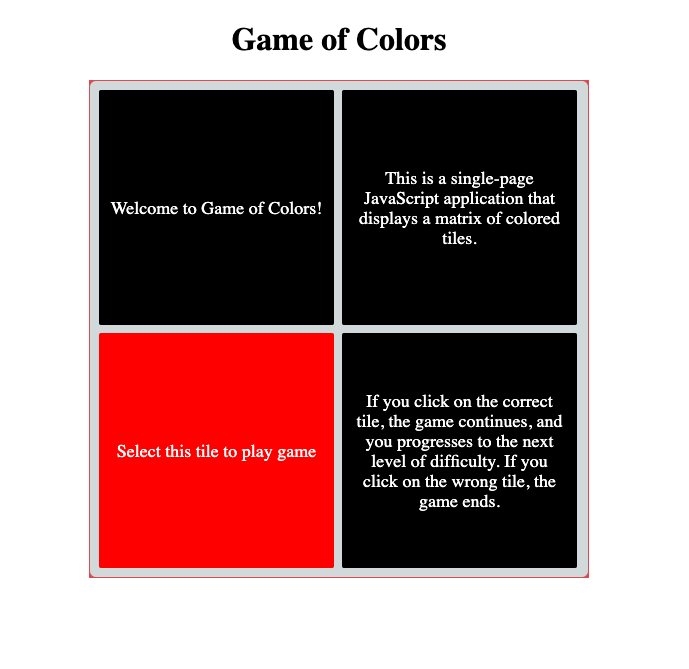 Game of Colors
Welcome to Game of Colors!
This is a single-page
JavaScript application that
displays a matrix of colored
tiles.
Select this tile to play game
If you click on the correct
tile, the game continues, and
you progresses to the next
level of difficulty. If you
click on the wrong tile, the
game ends.